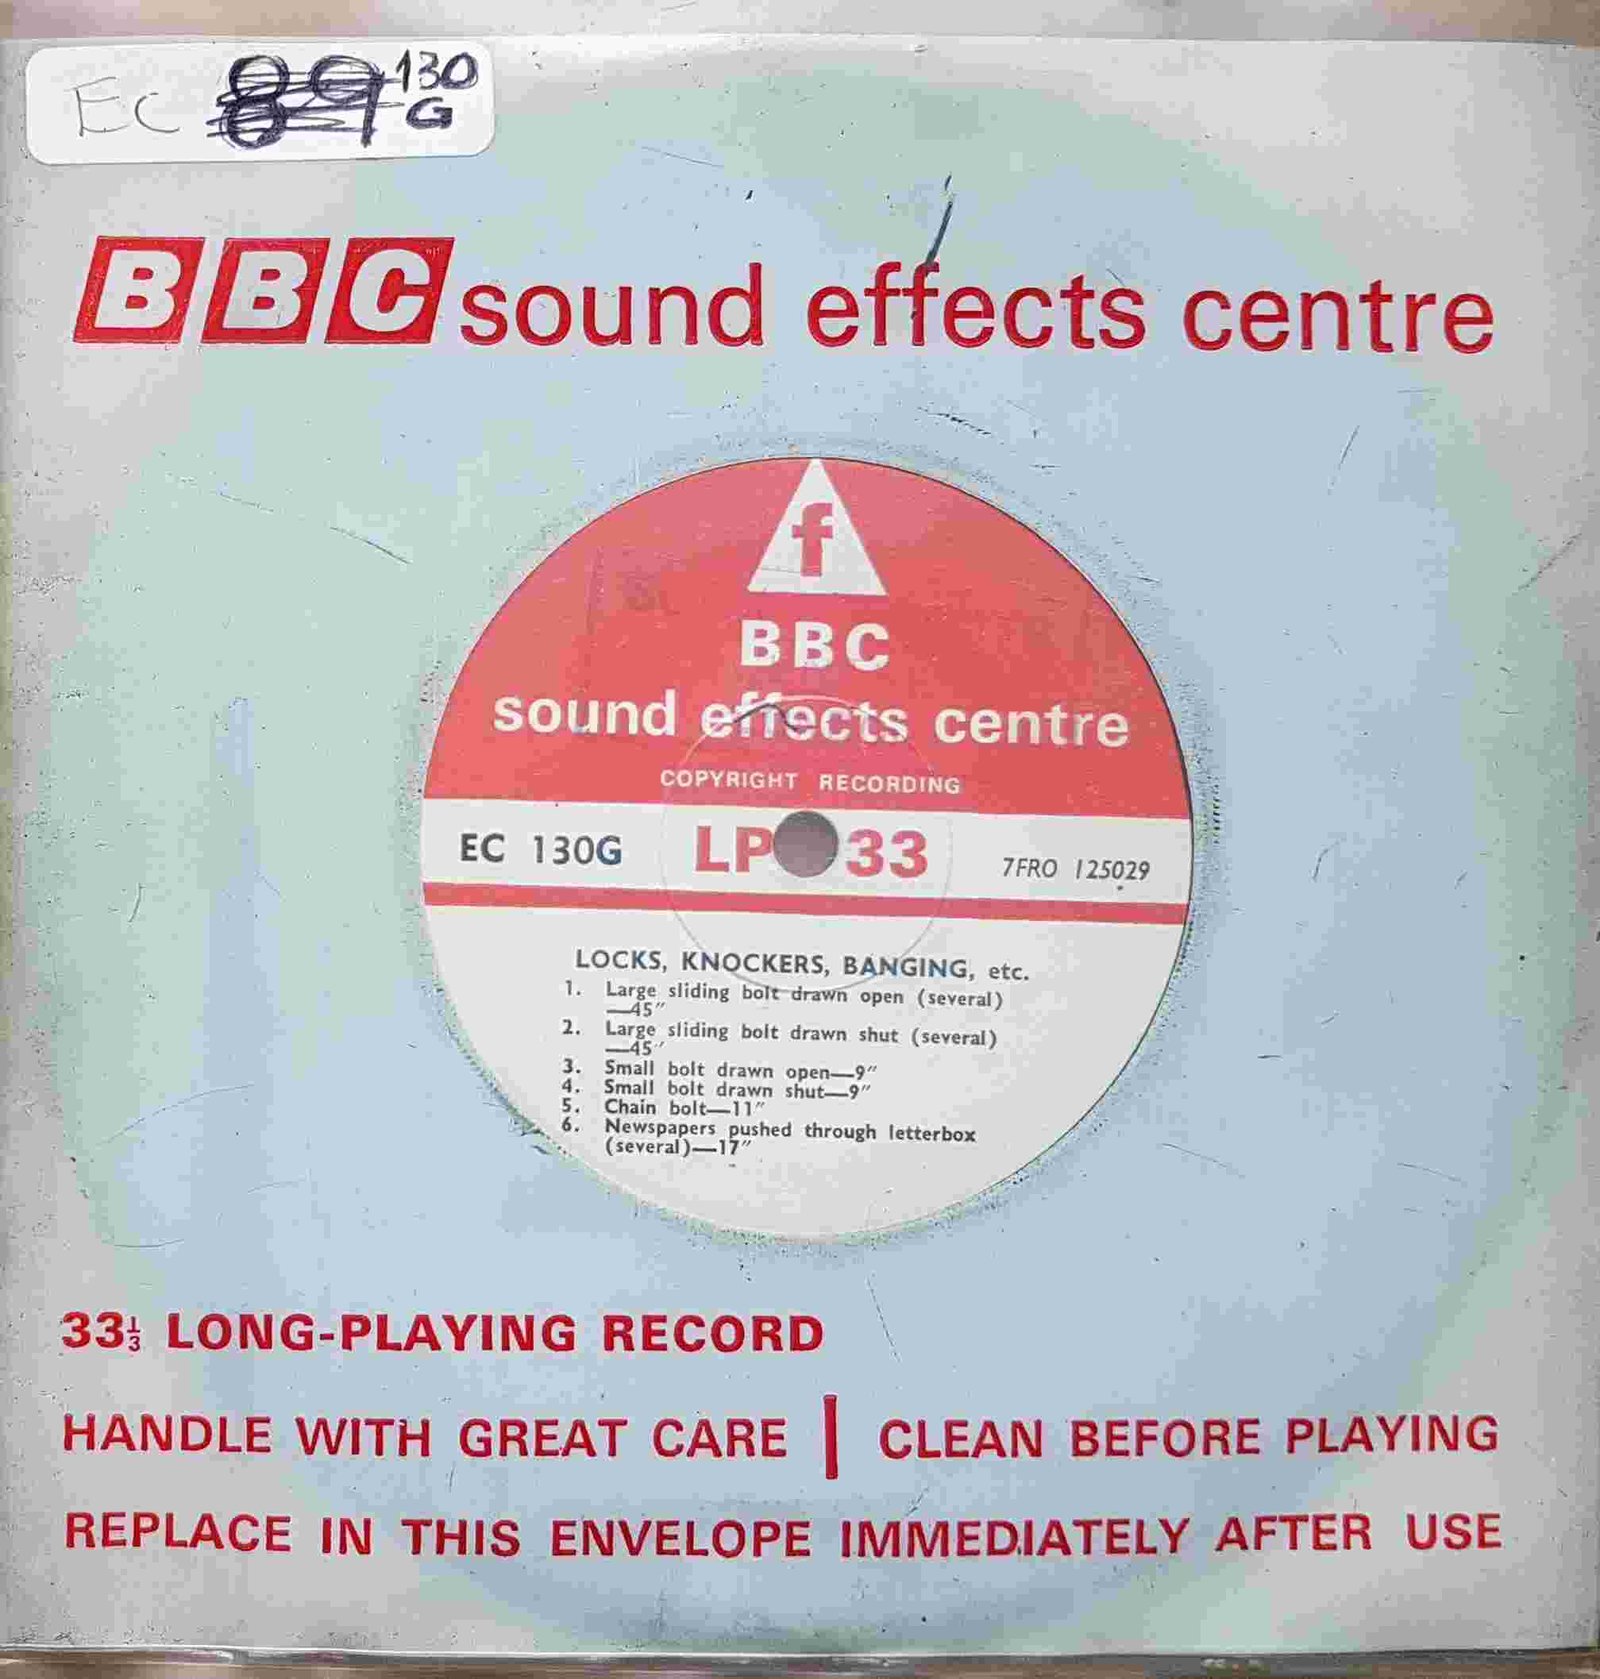 EC 89 130
G
BBC sound effects centre
f
BBC
sound effects centre
COPYRIGHT RECORDING
EC 130G LP 33 7FRO 125029
LOCKS, KNOCKERS, BANGING, etc.
1. Large sliding bolt drawn open (several)
—45″
2. Large sliding bolt drawn shut (several)
—45″
3. Small bolt drawn open—9″
4. Small bolt drawn shut—9″
5. Chain bolt—11″
6. Newspapers pushed through letterbox
(several)—17″
33⅓ LONG-PLAYING RECORD
HANDLE WITH GREAT CARE | CLEAN BEFORE PLAYING
REPLACE IN THIS ENVELOPE IMMEDIATELY AFTER USE